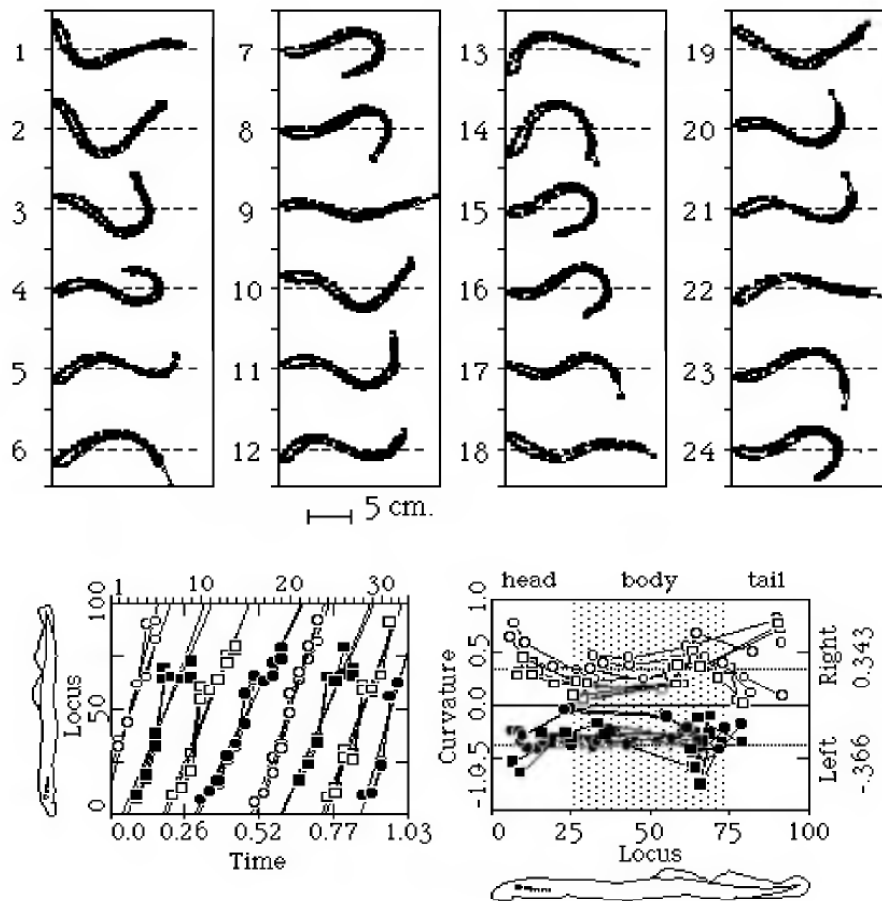 1 7 13 19
2 8 14 20
3 9 15 21
4 10 16 22
5 11 17 23
6 12 18 24
5 cm.
1 10 20 30
100
50
0
Locus
0.0 0.26 0.52 0.77 1.03
Time
head body tail
1.0
0.5
0.0
-.5
-1.0
Curvature
Right 0.343
Left -.366
0 25 50 75 100
Locus